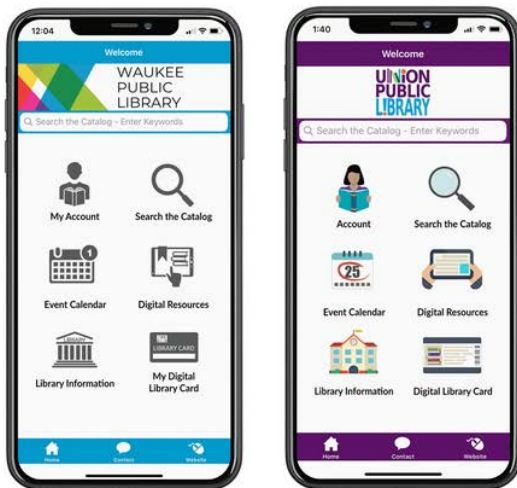 12:04
Welcome
WAUKEE
PUBLIC
LIBRARY
Search the Catalog - Enter Keywords
My Account
Search the Catalog
1
Event Calendar
Digital Resources
LIBRARY
LIBRARY CARD
Library Information
My Digital
Library Card
Home
Contact
Website
1:40
Welcome
UNION
PUBLIC
L!BRARY
Search the Catalog - Enter Keywords
Account
Search the Catalog
25
Event Calendar
Digital Resources
Library Information
Digital Library Card
Home
Contact
Website